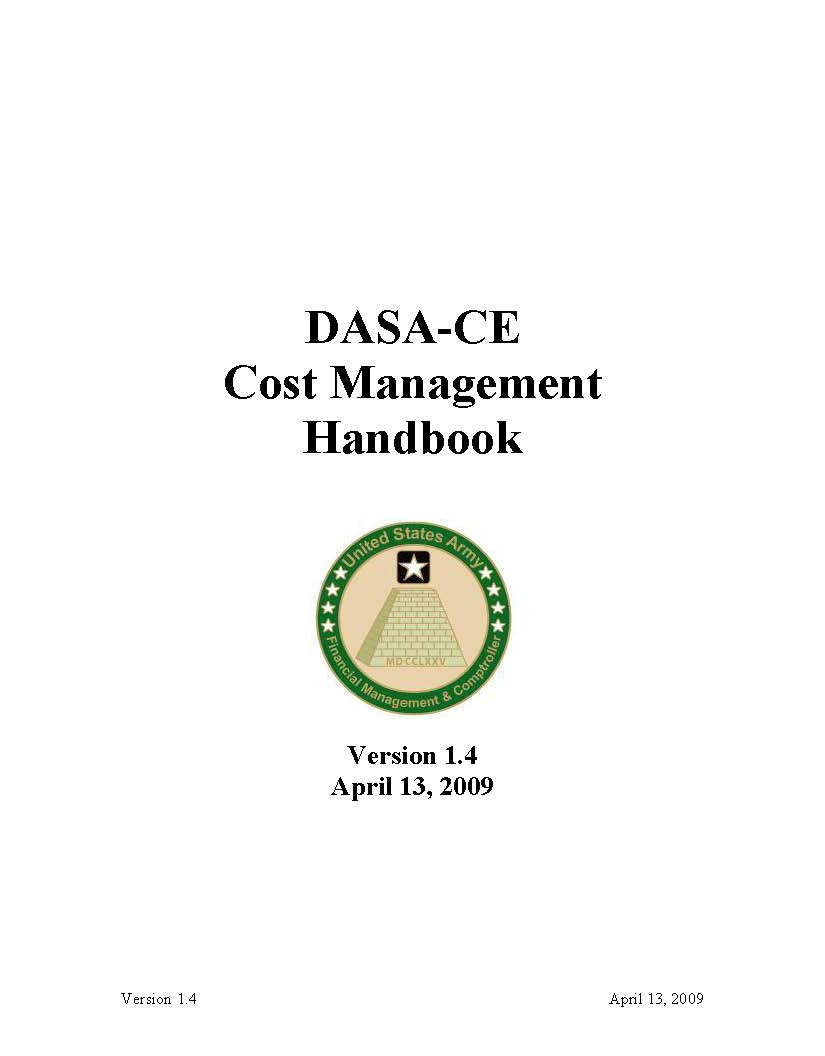 DASA-CE
Cost Management
Handbook
United States Army
MDCCLXXV
Financial Management & Comptroller
Version 1.4
April 13, 2009
Version 1.4 April 13, 2009